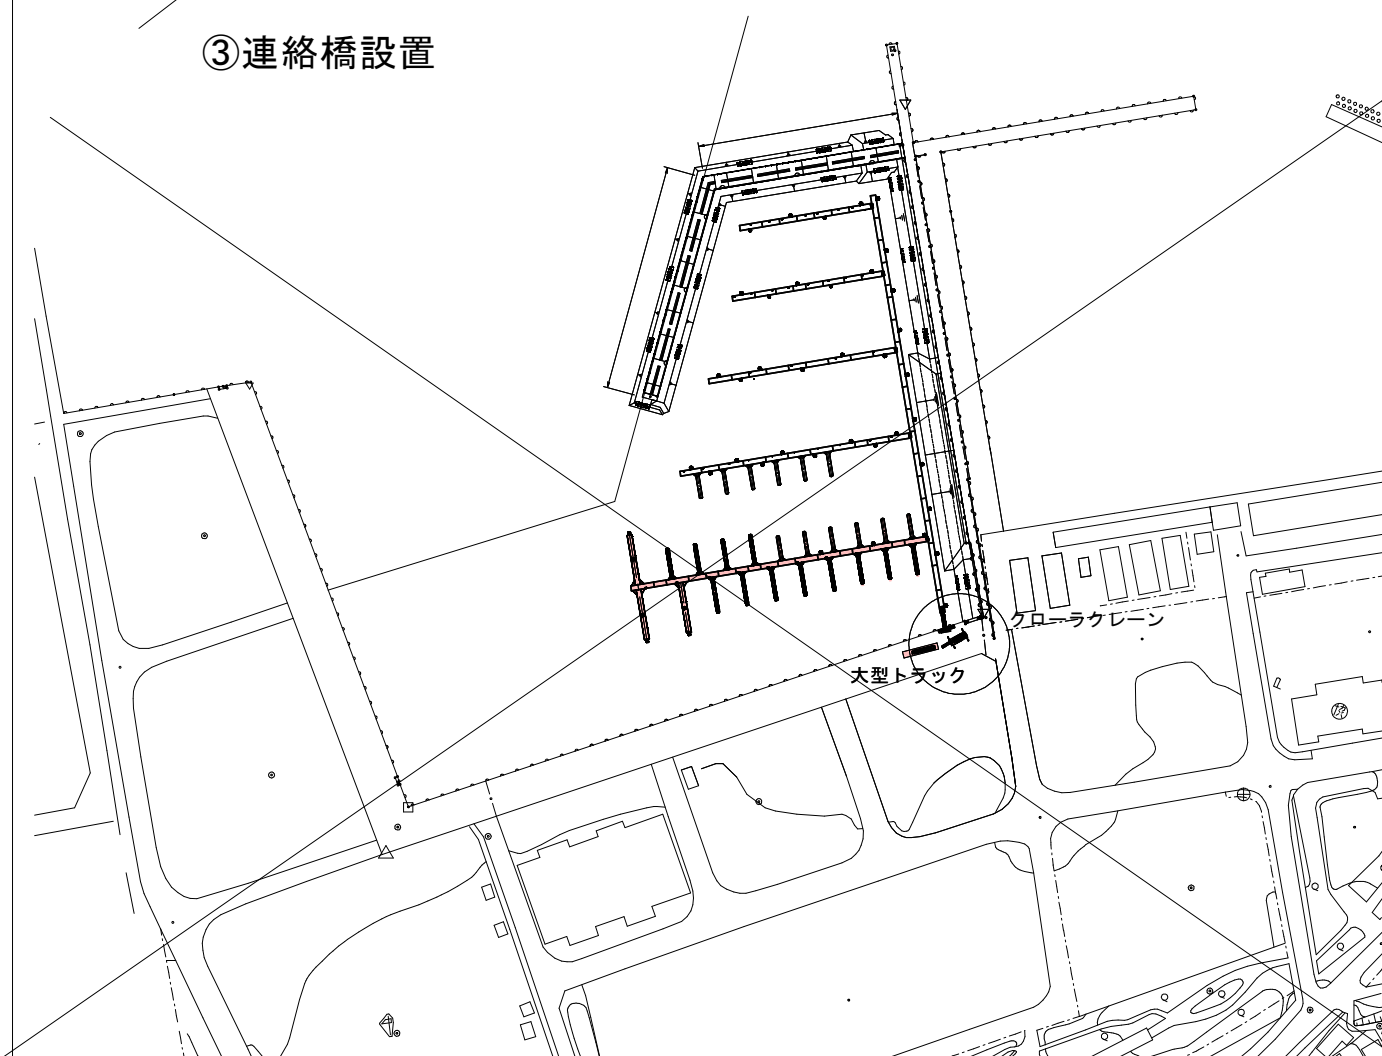 ③連絡橋設置
クローラクレーン
大型トラック